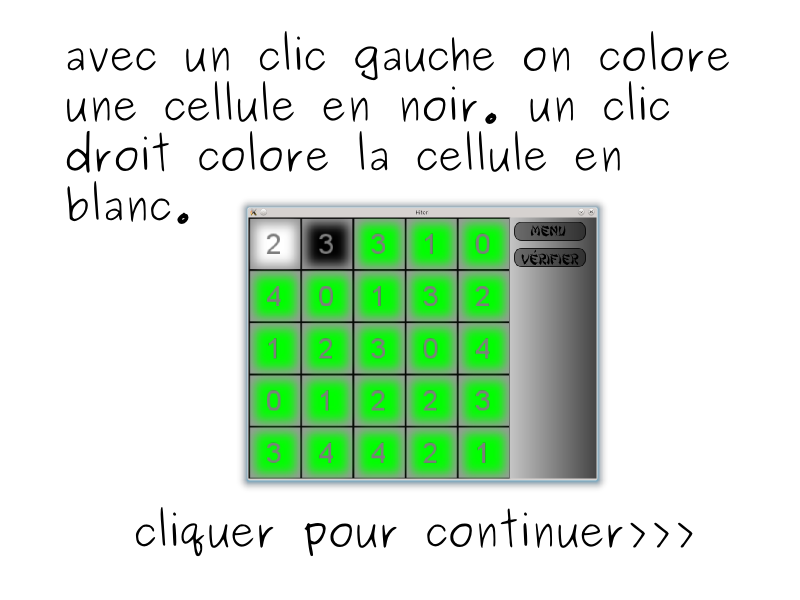 avec un clic gauche on colore
une cellule en noir. un clic
droit colore la cellule en
blanc.
Hitor
2 3 3 1 0
MENU
VÉRIFIER
4 0 1 3 2
1 2 3 0 4
0 1 2 2 3
3 4 4 2 1
cliquer pour continuer>>>